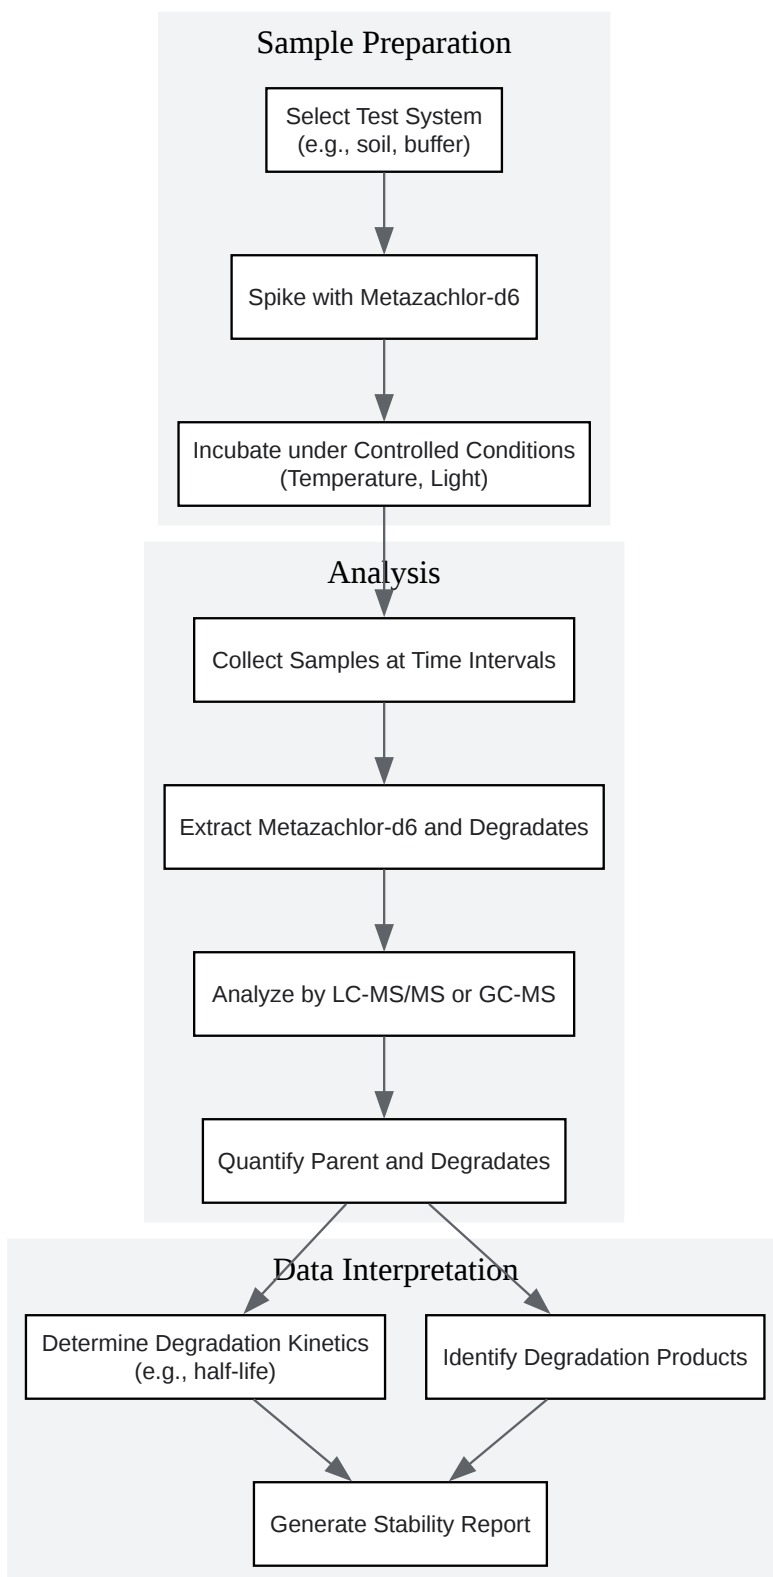 Sample Preparation
Select Test System
(e.g., soil, buffer)
Spike with Metazachlor-d6
Incubate under Controlled Conditions
(Temperature, Light)
Analysis
Collect Samples at Time Intervals
Extract Metazachlor-d6 and Degradates
Analyze by LC-MS/MS or GC-MS
Quantify Parent and Degradates
Data Interpretation
Determine Degradation Kinetics
(e.g., half-life)
Identify Degradation Products
Generate Stability Report